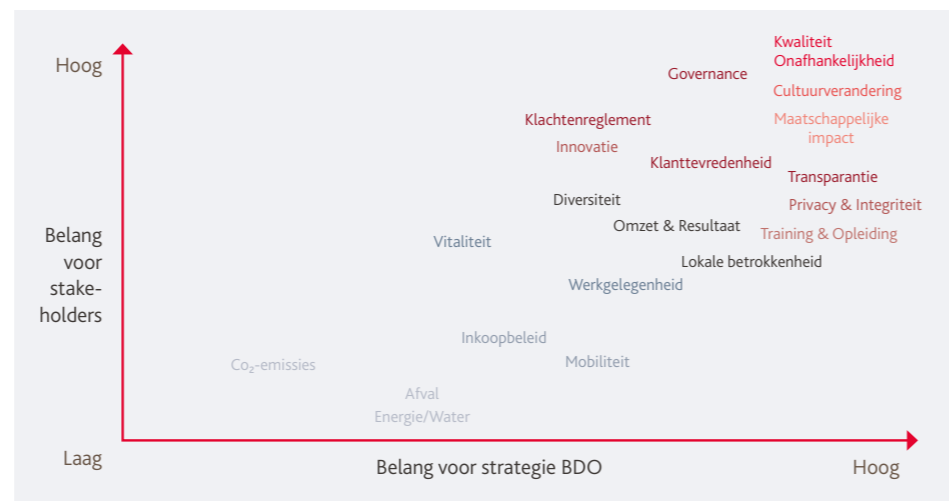 Hoog
Kwaliteit
Onafhankelijkheid
Governance
Cultuurverandering
Klachtenreglement
Maatschappelijke
impact
Innovatie
Klanttevredenheid
Transparantie
Diversiteit
Privacy & Integriteit
Omzet & Resultaat
Training & Opleiding
Belang
voor
stake-
holders
Vitaliteit
Lokale betrokkenheid
Werkgelegenheid
Inkoopbeleid
Co₂-emissies
Mobiliteit
Afval
Energie/Water
Laag
Belang voor strategie BDO
Hoog